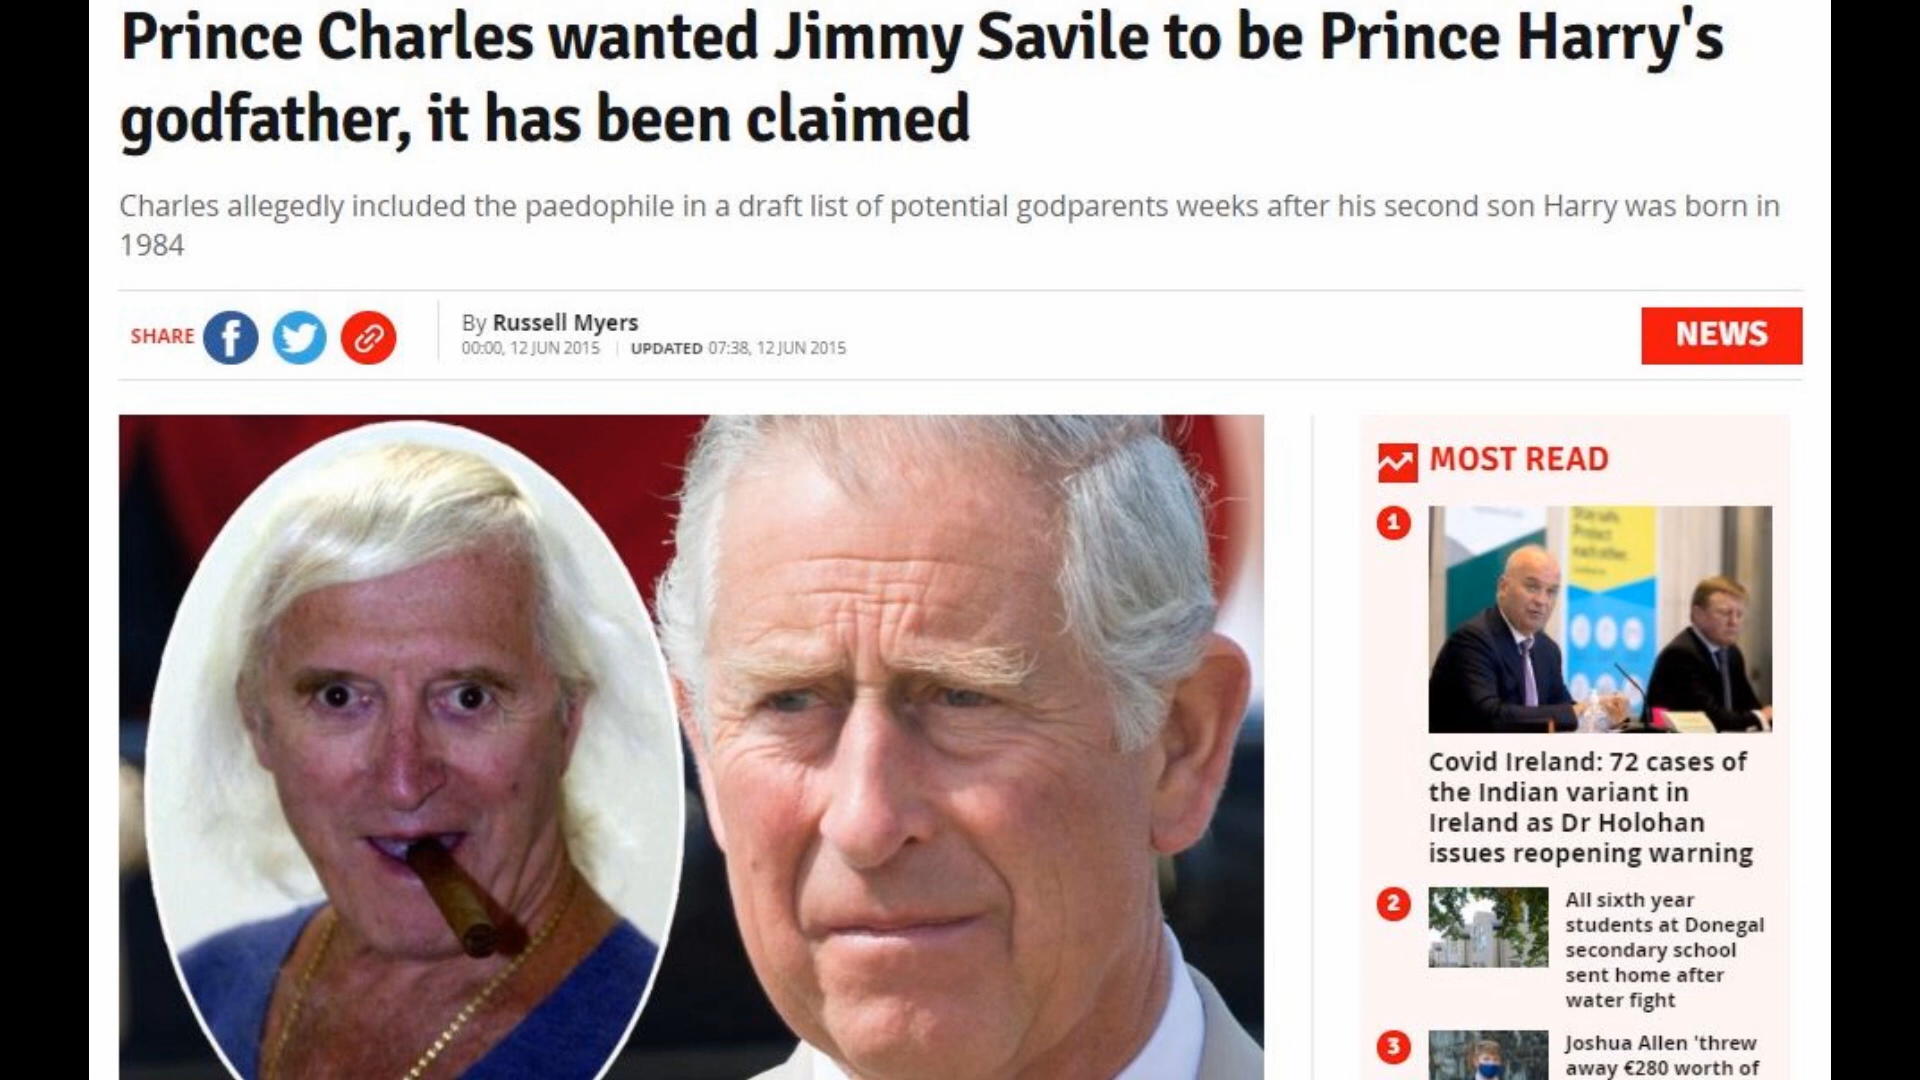 Prince Charles wanted Jimmy Savile to be Prince Harry's
godfather, it has been claimed
Charles allegedly included the paedophile in a draft list of potential godparents weeks after his second son Harry was born in
1984
SHARE
By Russell Myers
00:00, 12 JUN 2015 | UPDATED 07:38, 12 JUN 2015
NEWS
MOST READ
1
Covid Ireland: 72 cases of
the Indian variant in
Ireland as Dr Holohan
issues reopening warning
2
All sixth year
students at Donegal
secondary school
sent home after
water fight
3
Joshua Allen 'threw
away €280 worth of